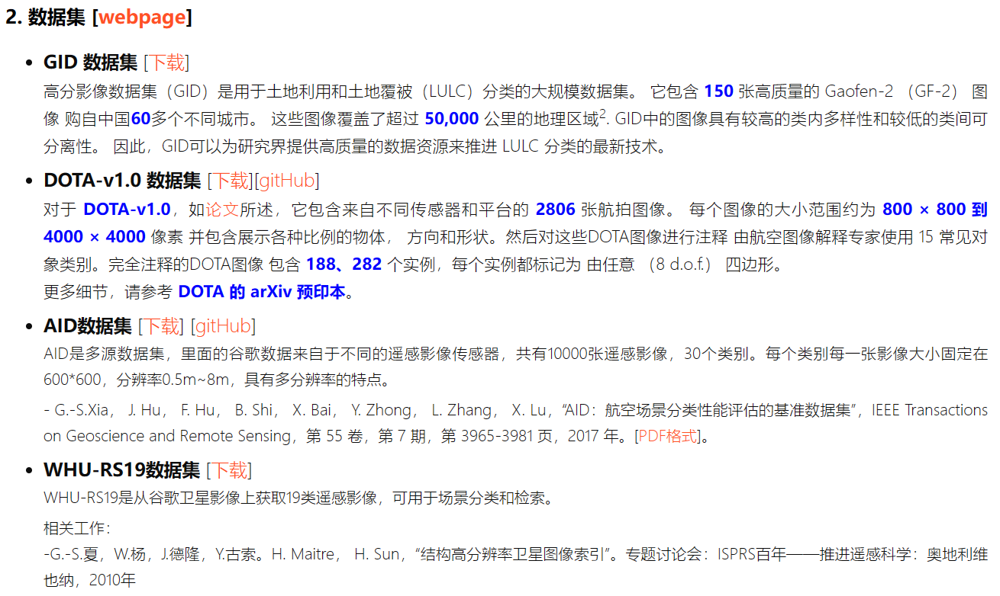 2. 数据集 [webpage]
• GID 数据集 [下载]
高分影像数据集（GID）是用于土地利用和土地覆被（LULC）分类的大规模数据集。 它包含 150 张高质量的 Gaofen-2 （GF-2） 图
像 购自中国60多个不同城市。 这些图像覆盖了超过 50,000 公里的地理区域2. GID中的图像具有较高的类内多样性和较低的类间可
分离性。 因此，GID可以为研究界提供高质量的数据资源来推进 LULC 分类的最新技术。
• DOTA-v1.0 数据集 [下载][gitHub]
对于 DOTA-v1.0，如论文所述，它包含来自不同传感器和平台的 2806 张航拍图像。 每个图像的大小范围约为 800 × 800 到
4000 × 4000 像素 并包含展示各种比例的物体， 方向和形状。然后对这些DOTA图像进行注释 由航空图像解释专家使用 15 常见对
象类别。完全注释的DOTA图像 包含 188、282 个实例，每个实例都标记为 由任意 （8 d.o.f.） 四边形。
更多细节，请参考 DOTA 的 arXiv 预印本。
• AID数据集 [下载] [gitHub]
AID是多源数据集，里面的谷歌数据来自于不同的遥感影像传感器，共有10000张遥感影像，30个类别。每个类别每一张影像大小固定在
600*600，分辨率0.5m~8m，具有多分辨率的特点。
- G.-S.Xia， J. Hu， F. Hu， B. Shi， X. Bai， Y. Zhong， L. Zhang， X. Lu，“AID：航空场景分类性能评估的基准数据集”，IEEE Transactions
on Geoscience and Remote Sensing，第 55 卷，第 7 期，第 3965-3981 页，2017 年。[PDF格式]。
• WHU-RS19数据集 [下载]
WHU-RS19是从谷歌卫星影像上获取19类遥感影像，可用于场景分类和检索。
相关工作：
-G.-S.夏，W.杨，J.德隆，Y.古索。H. Maitre， H. Sun，“结构高分辨率卫星图像索引”。专题讨论会：ISPRS百年——推进遥感科学：奥地利维
也纳，2010年